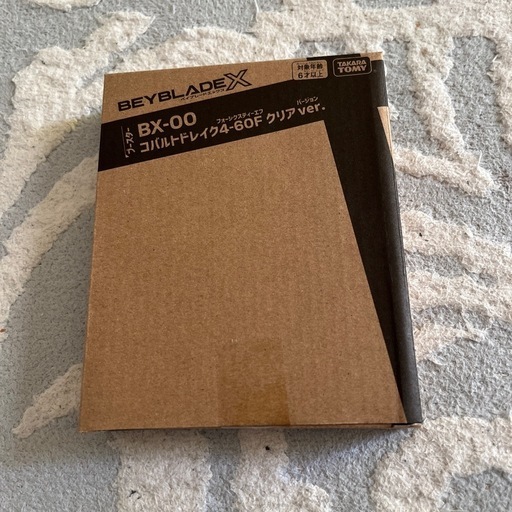 BEYBLADE X
ベイブレードエックス
対象年齢
6才以上
TAKARA
TOMY
ブースター
BX-00
フォーシックスティーエフ
バージョン
コバルトドレイク4-60F クリアver.